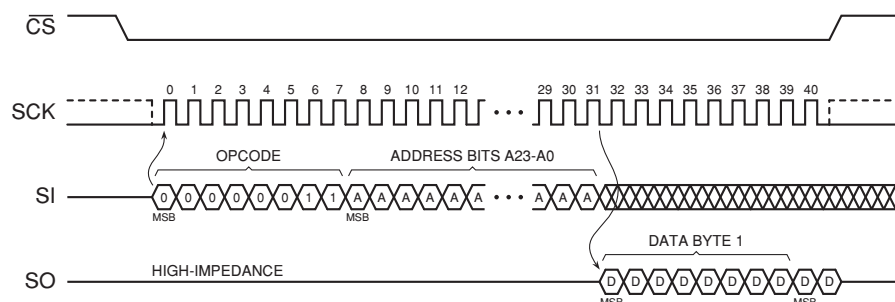 CS
0 1 2 3 4 5 6 7 8 9 10 11 12 29 30 31 32 33 34 35 36 37 38 39 40
SCK
OPCODE ADDRESS BITS A23-A0
SI 0 0 0 0 0 0 1 1 A A A A A A A A A
MSB MSB
DATA BYTE 1
HIGH-IMPEDANCE
SO D D D D D D D D D D
MSB MSB